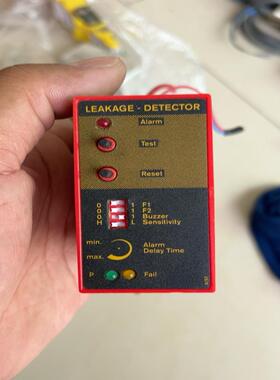 LEAKAGE - DETECTOR
Alarm
Test
Reset
0 1 F1
0 1 F2
0 1 Buzzer
H L Sensitivity
min. Alarm
max. Delay Time
P Fail